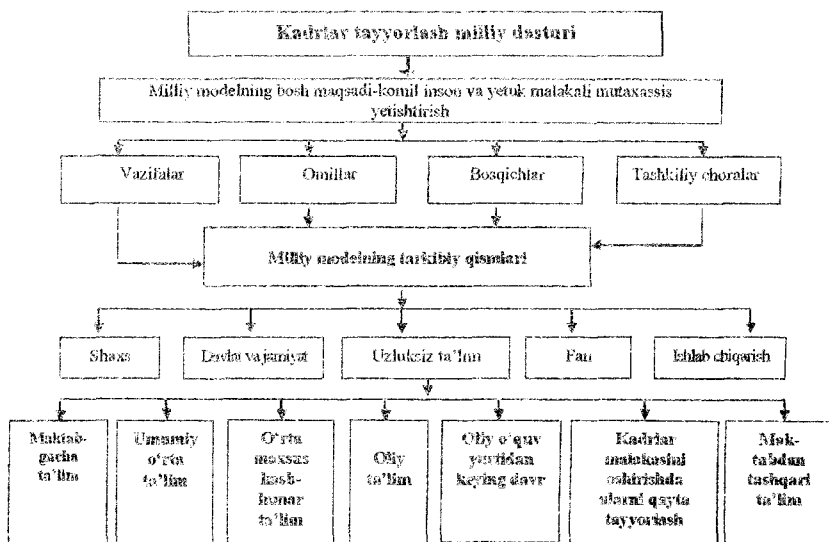 Kadrlar tayyorlash milliy dasturi
Milliy modelning bosh maqsadi-komil inson va yetuk malakali mutaxassis
yetishtirish
Vazifalar
Omillar
Bosqichlar
Tashkiliy choralar
Milliy modelning tarkibiy qismlari
Shaxs
Davlat va jamiyat
Uzluksiz ta'lim
Fan
Ishlab chiqarish
Maktab-
gacha
ta'lim
Umumiy
o'rta
ta'lim
O'rta
maxsus
kasb-
hunar
ta'lim
Oliy
ta'lim
Oliy o'quv
yurtidan
keying davr
Kadrlar
malakasini
oshirishda
ularni qayta
tayyorlash
Mak-
tabdan
tashqari
ta'lim